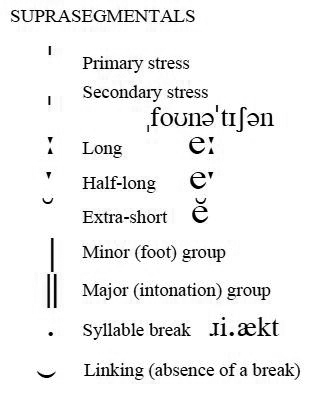 SUPRASEGMENTALS
ˈ Primary stress
ˌ Secondary stress
ˌfoʊnəˈtɪʃən
ː Long eː
ˑ Half-long eˑ
˘ Extra-short ĕ
| Minor (foot) group
‖ Major (intonation) group
. Syllable break ɹi.ækt
‿ Linking (absence of a break)